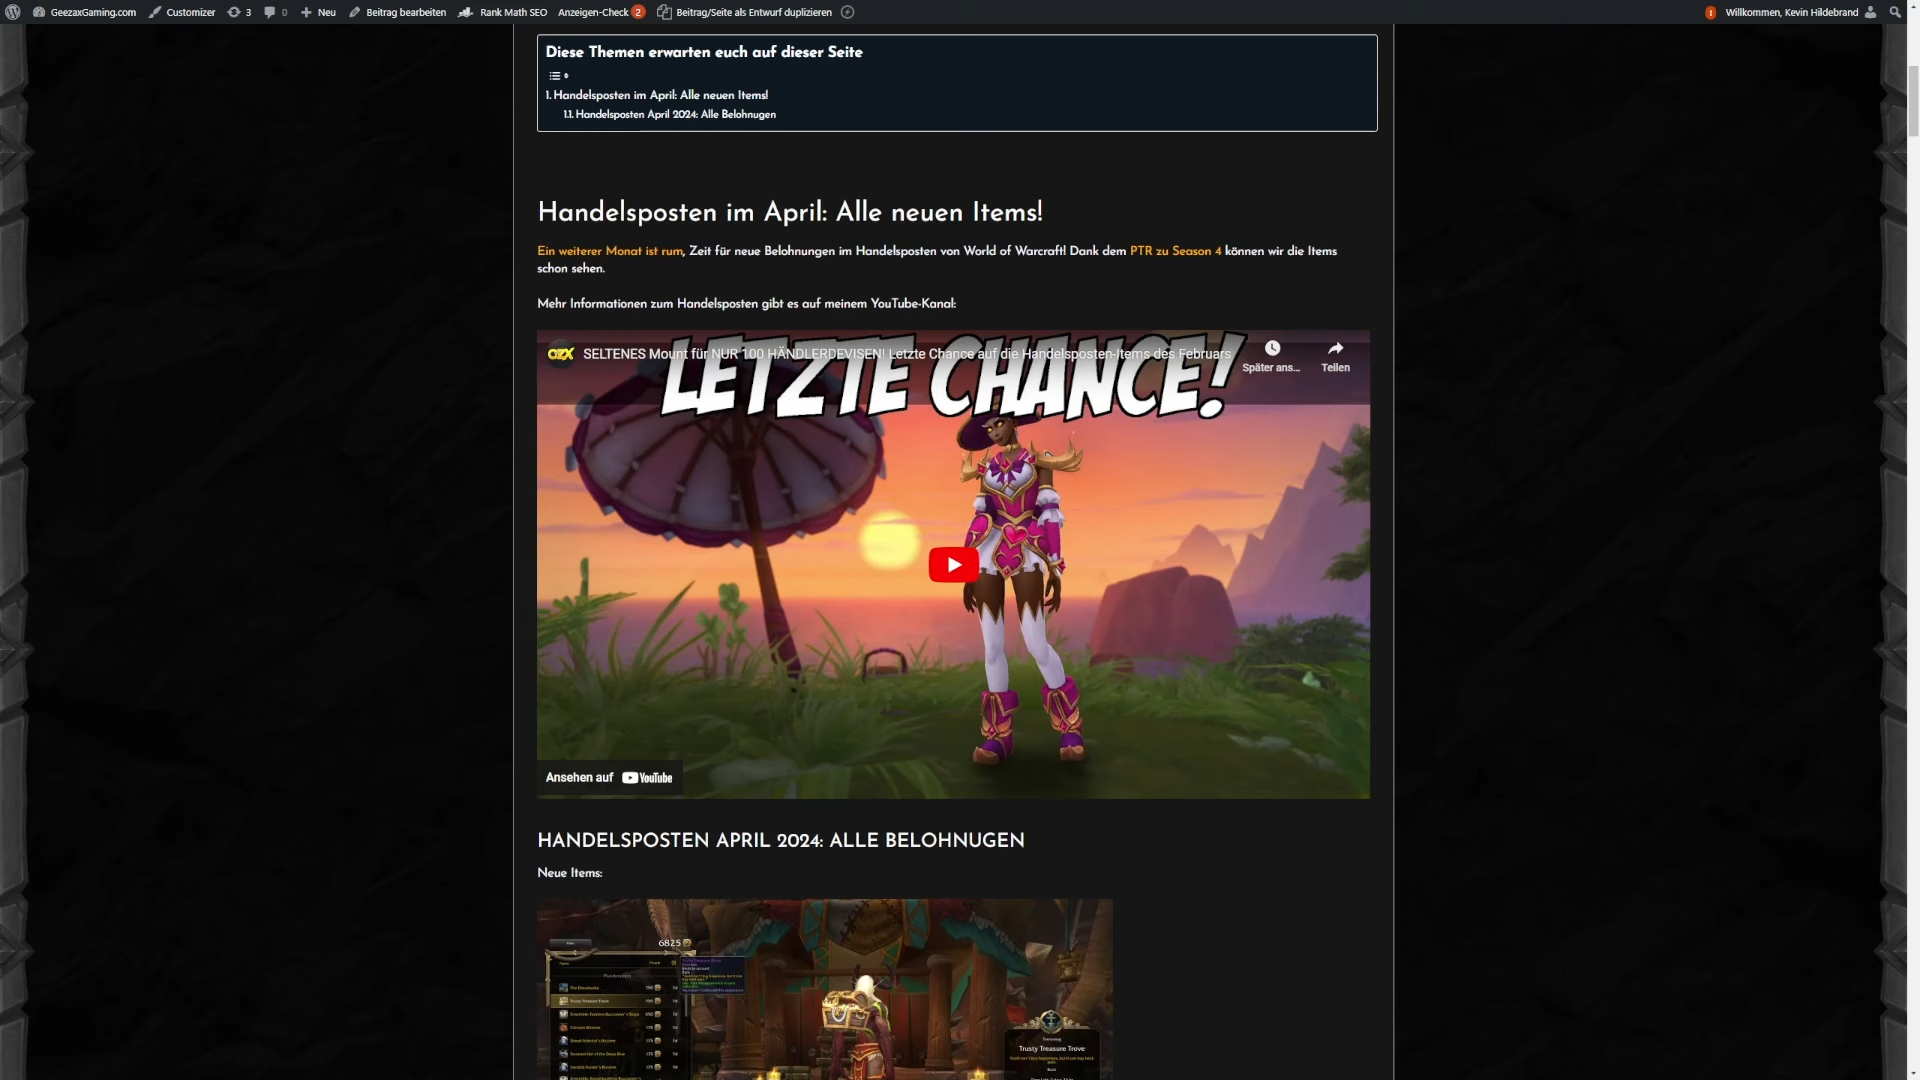 GeezaxGaming.com Customizer 3 0 Neu Beitrag bearbeiten Rank Math SEO Anzeigen-Check 2 Beitrag/Seite als Entwurf duplizieren ! Willkommen, Kevin Hildebrand
Diese Themen erwarten euch auf dieser Seite
1. Handelsposten im April: Alle neuen Items!
1.1. Handelsposten April 2024: Alle Belohnugen
Handelsposten im April: Alle neuen Items!
Ein weiterer Monat ist rum, Zeit für neue Belohnungen im Handelsposten von World of Warcraft! Dank dem PTR zu Season 4 können wir die Items
schon sehen.
Mehr Informationen zum Handelsposten gibt es auf meinem YouTube-Kanal:
GZX SELTENES Mount für NUR 100 HÄNDLERDEVISEN! Letzte Chance auf die Handelsposten-Items des Februars
Später ans... Teilen
LETZTE CHANCE!
Ansehen auf YouTube
HANDELSPOSTEN APRIL 2024: ALLE BELOHNUGEN
Neue Items:
6825
Trusty Treasure Trove
Trusty Treasure Trove